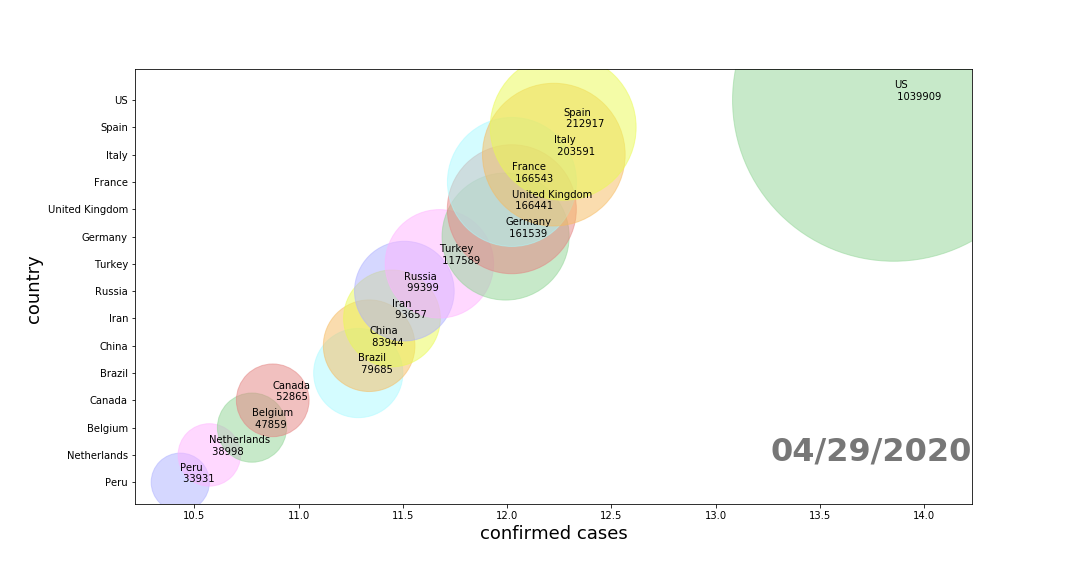 US
Spain
Italy
France
United Kingdom
Germany
Turkey
Russia
Iran
China
Brazil
Canada
Belgium
Netherlands
Peru
country
US
1039909
Spain
212917
Italy
203591
France
166543
United Kingdom
166441
Germany
161539
Turkey
117589
Russia
99399
Iran
93657
China
83944
Brazil
79685
Canada
52865
Belgium
47859
Netherlands
38998
Peru
33931
04/29/2020
10.5 11.0 11.5 12.0 12.5 13.0 13.5 14.0
confirmed cases